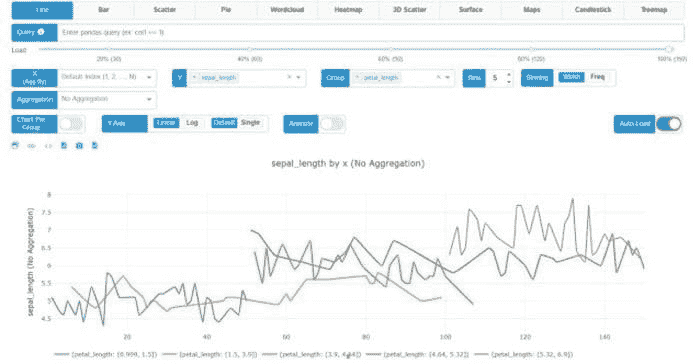 Line Bar Scatter Pie Wordcloud Heatmap 3D Scatter Surface Maps Candlestick Treemap
Query Enter pandas query (ex: col1 == 1)
Load
20% (30) 40% (60) 60% (90) 80% (120) 100% (150)
X Default Index (1, 2, ..., N) Y sepal_length Group petal_length Bins 5 Binning Width Freq
(Agg By)
Aggregation No Aggregation
Chart Per Y Axis Linear Log Default Single Animate Auto-Load
Group
sepal_length by x (No Aggregation)
sepal_length (No Aggregation)
8
7.5
7
6.5
6
5.5
5
4.5
20 40 60 80 100 120 140
(petal_length: (0.999, 1.5]) (petal_length: (1.5, 3.9]) (petal_length: (3.9, 4.64]) (petal_length: (4.64, 5.32]) (petal_length: (5.32, 6.9])